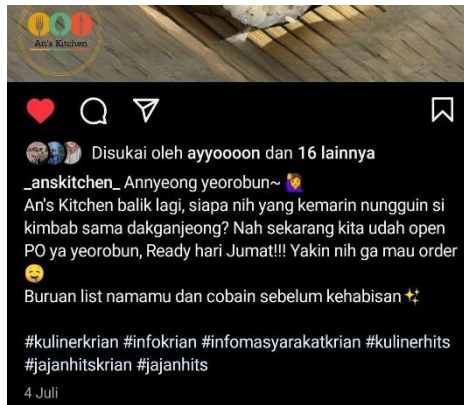 An's Kitchen
Disukai oleh ayyoooon dan 16 lainnya
_anskitchen_ Annyeong yeorobun~ 🙋‍♀️
An's Kitchen balik lagi, siapa nih yang kemarin nungguin si
kimbab sama dakganjeong? Nah sekarang kita udah open
PO ya yeorobun, Ready hari Jumat!!! Yakin nih ga mau order
🤤
Buruan list namamu dan cobain sebelum kehabisan ✨
#kulinerkrian #infokrian #infomasyarakatkrian #kulinerhits
#jajanhitskrian #jajanhits
4 Juli